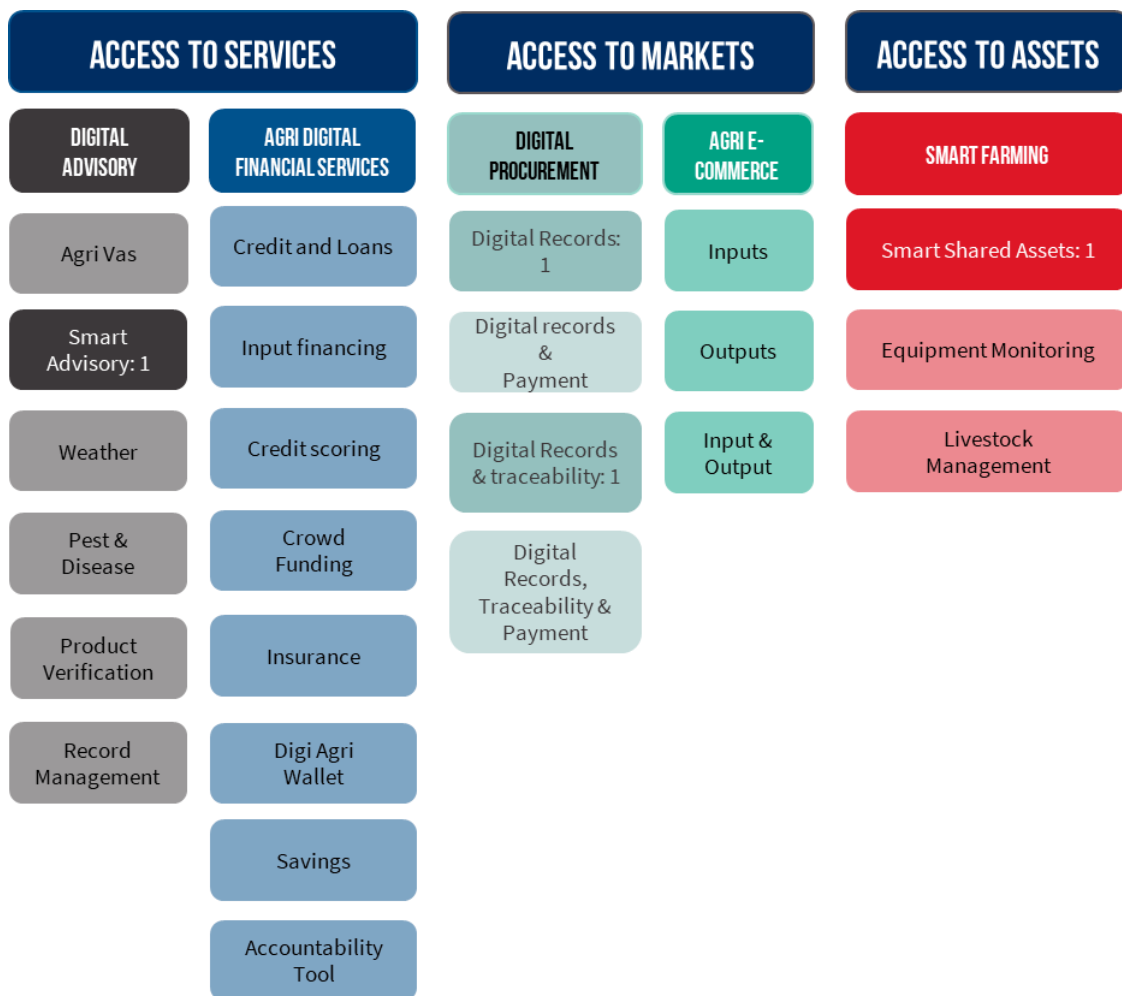 ACCESS TO SERVICES
DIGITAL
ADVISORY
Agri Vas
Smart
Advisory: 1
Weather
Pest &
Disease
Product
Verification
Record
Management
AGRI DIGITAL
FINANCIAL SERVICES
Credit and Loans
Input financing
Credit scoring
Crowd
Funding
Insurance
Digi Agri
Wallet
Savings
Accountability
Tool
ACCESS TO MARKETS
DIGITAL
PROCUREMENT
Digital Records:
1
Digital records
&
Payment
Digital Records
& traceability: 1
Digital
Records,
Traceability &
Payment
AGRI E-
COMMERCE
Inputs
Outputs
Input &
Output
ACCESS TO ASSETS
SMART FARMING
Smart Shared Assets: 1
Equipment Monitoring
Livestock
Management